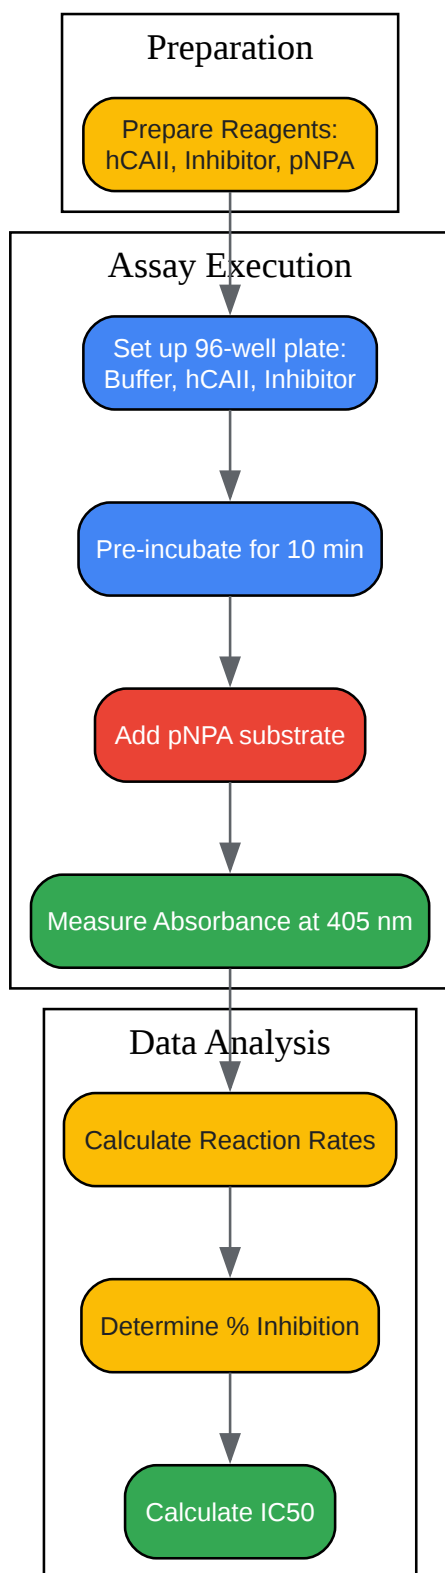 Preparation
Prepare Reagents:
hCAII, Inhibitor, pNPA
Assay Execution
Set up 96-well plate:
Buffer, hCAII, Inhibitor
Pre-incubate for 10 min
Add pNPA substrate
Measure Absorbance at 405 nm
Data Analysis
Calculate Reaction Rates
Determine % Inhibition
Calculate IC50